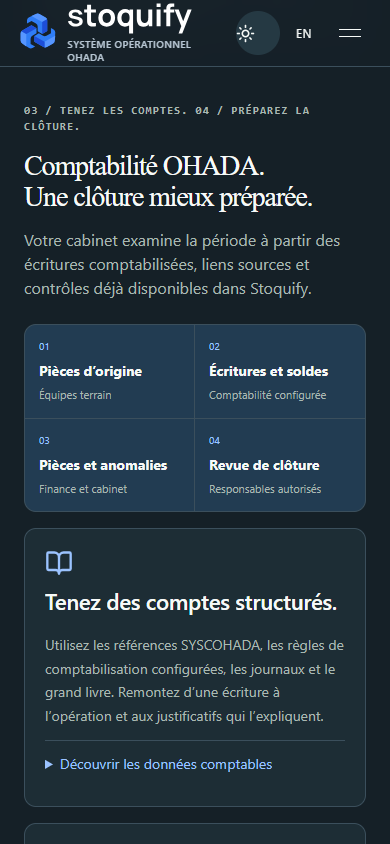 stoquify
SYSTÈME OPÉRATIONNEL
OHADA
EN
03 / TENEZ LES COMPTES. 04 / PRÉPAREZ LA
CLÔTURE.
Comptabilité OHADA.
Une clôture mieux préparée.
Votre cabinet examine la période à partir des
écritures comptabilisées, liens sources et
contrôles déjà disponibles dans Stoquify.
01
Pièces d’origine
Équipes terrain
02
Écritures et soldes
Comptabilité configurée
03
Pièces et anomalies
Finance et cabinet
04
Revue de clôture
Responsables autorisés
Tenez des comptes structurés.
Utilisez les références SYSCOHADA, les règles de
comptabilisation configurées, les journaux et le
grand livre. Remontez d’une écriture à
l’opération et aux justificatifs qui l’expliquent.
Découvrir les données comptables